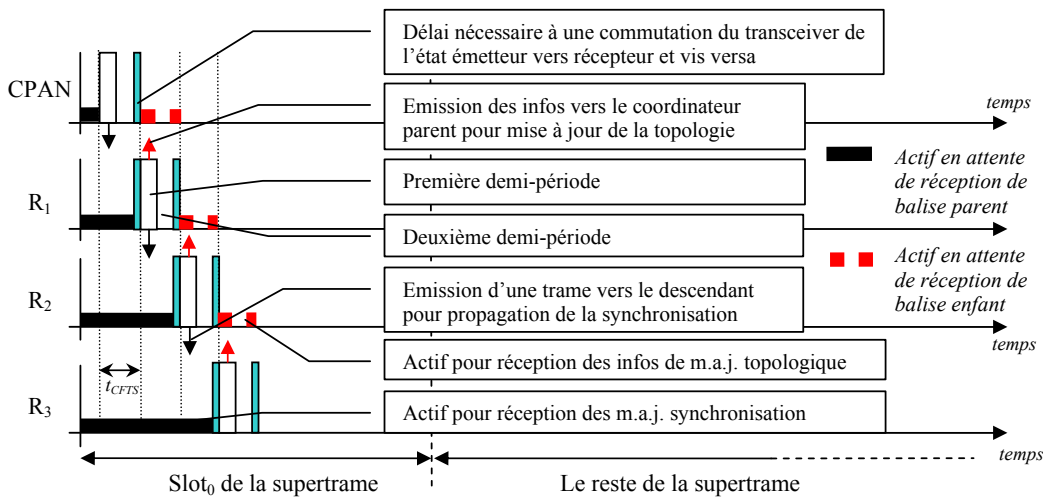 Délai nécessaire à une commutation du transceiver de
l'état émetteur vers récepteur et vis versa
CPAN
temps
Emission des infos vers le coordinateur
parent pour mise à jour de la topologie
Actif en attente
de réception de
balise parent
Première demi-période
R1
Deuxième demi-période
Actif en attente
de réception de
balise enfant
R2
Emission d'une trame vers le descendant
pour propagation de la synchronisation
temps
Actif pour réception des infos de m.a.j. topologique
tCFTS
R3
Actif pour réception des m.a.j. synchronisation
temps
Slot0 de la supertrame
Le reste de la supertrame